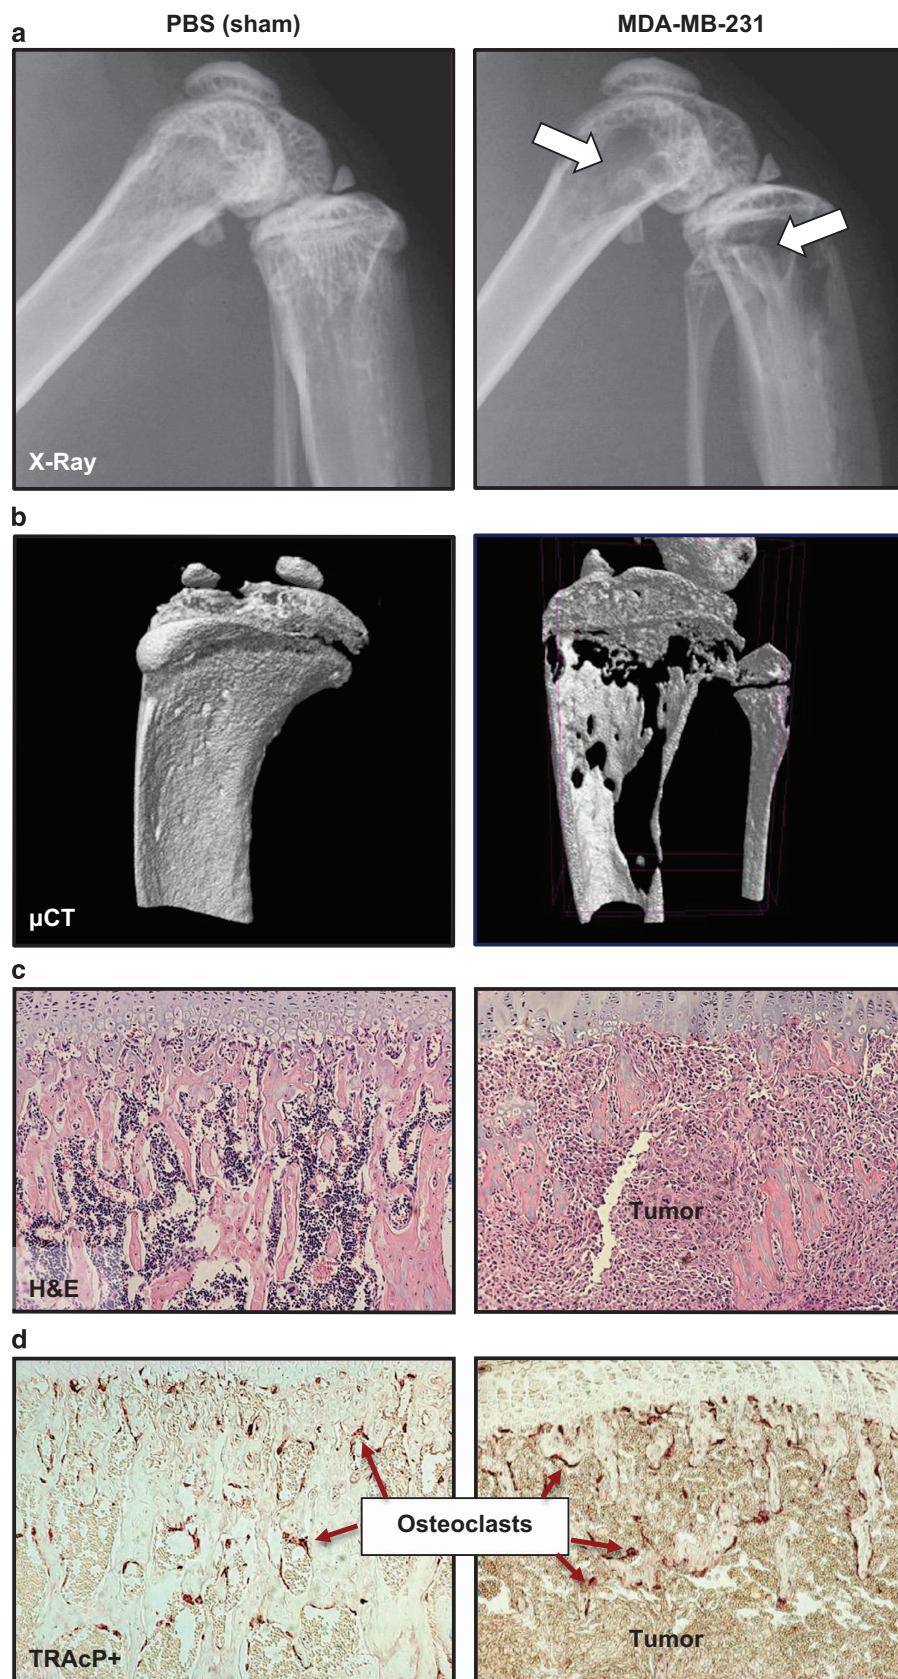 a
PBS (sham)
MDA-MB-231
X-Ray
b
µCT
c
H&E
Tumor
d
Osteoclasts
TRAcP+
Tumor